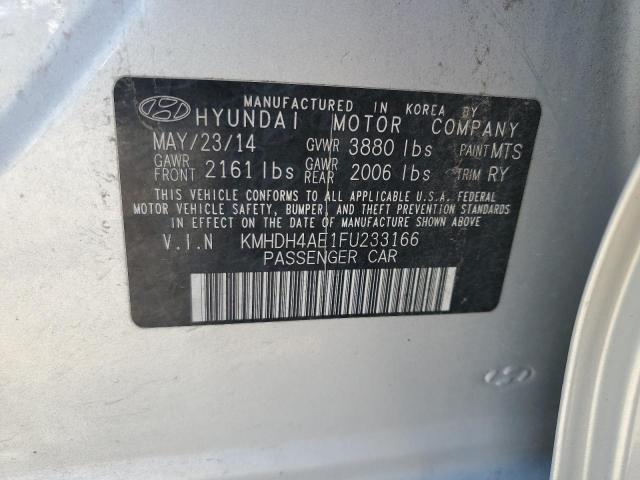 MANUFACTURED IN KOREA BY
HYUNDAI MOTOR COMPANY
MAY/23/14 GVWR 3880 lbs PAINT MTS
GAWR FRONT 2161 lbs GAWR REAR 2006 lbs TRIM RY
THIS VEHICLE CONFORMS TO ALL APPLICABLE U.S.A. FEDERAL
MOTOR VEHICLE SAFETY, BUMPER, AND THEFT PREVENTION STANDARDS
IN EFFECT ON THE DATE OF MANUFACTURE SHOWN ABOVE
V.I.N KMHDH4AE1FU233166
PASSENGER CAR